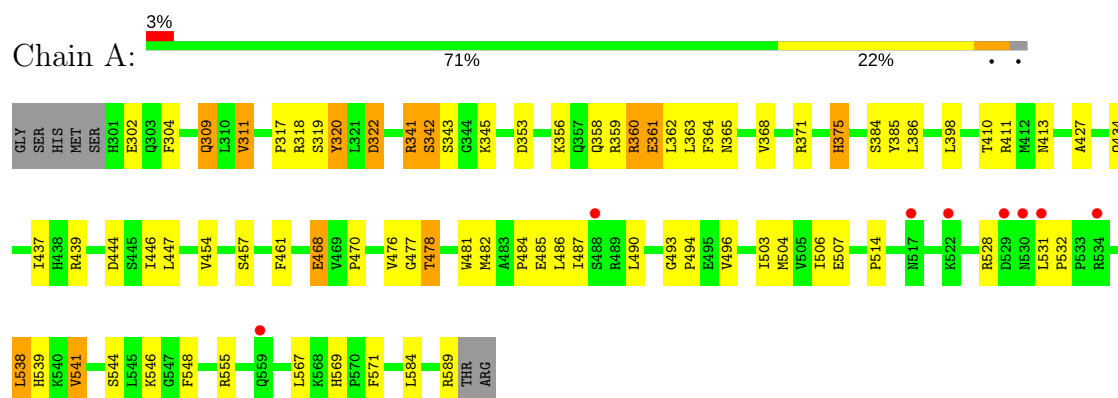 3%
Chain A:
71% 22% • •
GLY SER HIS MET SER H301 E302 Q303 F304 Q309 L310 V311 P317 R318 S319 Y320 L321 D322 R341 S342 S343 G344 K345 D353 K356 Q357 Q358 R359 R360 E361 L362 L363 F364 N365 V368 R371 H375 S384 Y385 L386 L398 T410 R411 M412 N413 A427
I437 H438 R439 D444 S445 I446 L447 V454 S457 F461 E468 V469 P470 V476 G477 T478 W481 M482 A483 P484 E485 L486 I487 S488 R489 L490 G493 P494 E495 V496 I503 M504 V505 I506 E507 P514 N517 K522 R528 D529 N530 L531 P532 P533 R534
L538 H539 K540 V541 S544 L545 K546 G547 F548 R555 Q559 L567 K568 H569 P570 F571 L584 R589 THR ARG